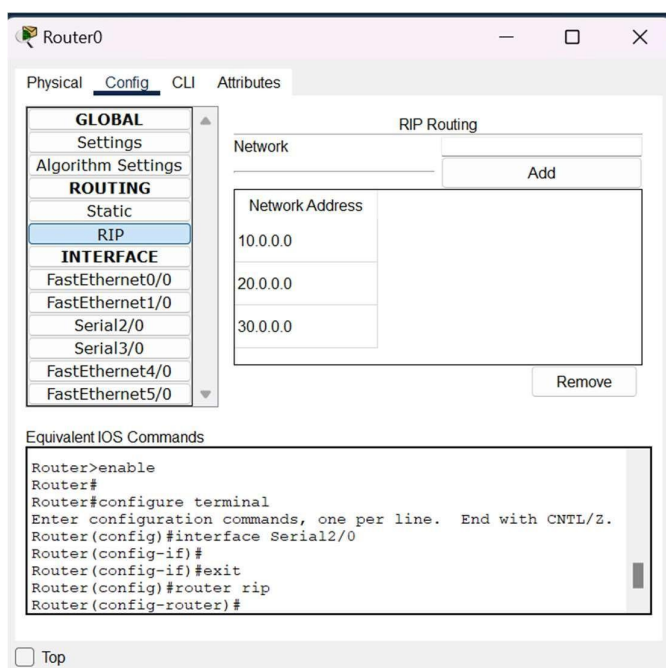 Router0
Physical Config CLI Attributes
GLOBAL
Settings
Algorithm Settings
ROUTING
Static
RIP
INTERFACE
FastEthernet0/0
FastEthernet1/0
Serial2/0
Serial3/0
FastEthernet4/0
FastEthernet5/0
RIP Routing
Network
Add
Network Address
10.0.0.0
20.0.0.0
30.0.0.0
Remove
Equivalent IOS Commands
Router>enable
Router#
Router#configure terminal
Enter configuration commands, one per line.  End with CNTL/Z.
Router(config)#interface Serial2/0
Router(config-if)#
Router(config-if)#exit
Router(config)#router rip
Router(config-router)#
Top